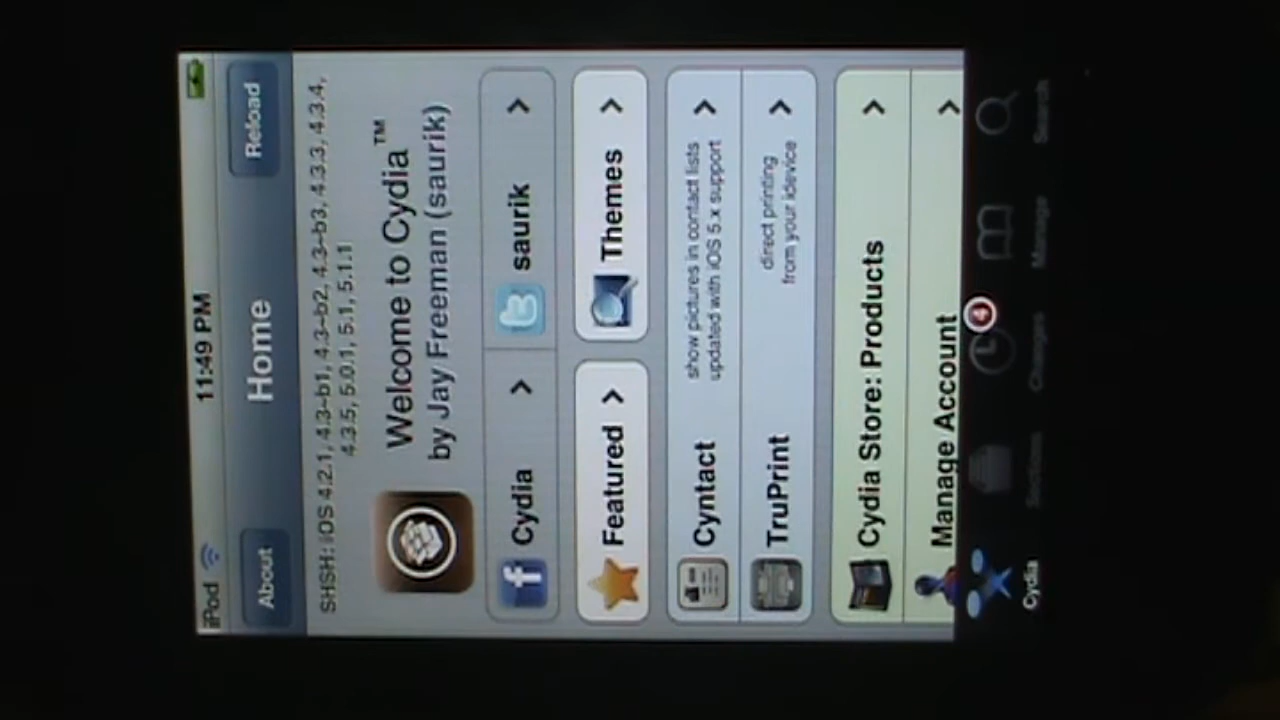 iPod 11:49 PM
About Home Reload
SHSH: iOS 4.2.1, 4.3~b1, 4.3~b2, 4.3~b3, 4.3.3, 4.3.4,
4.3.5, 5.0.1, 5.1, 5.1.1
Welcome to Cydia™
by Jay Freeman (saurik)
Cydia saurik
Featured Themes
Cyntact show pictures in contact lists
updated with iOS 5.x support
TruPrint direct printing
from your idevice
Cydia Store: Products
Manage Account
4
Cydia Sections Changes Manage Search